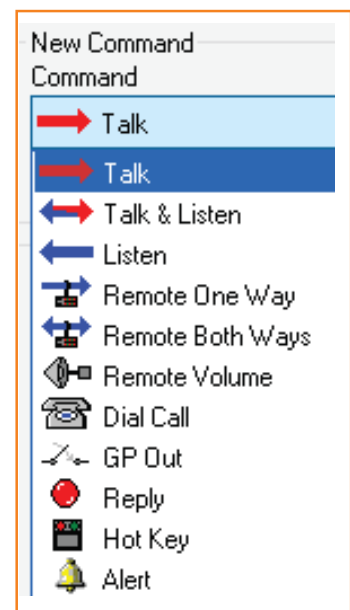 New Command
Command
Talk
Talk
Talk & Listen
Listen
Remote One Way
Remote Both Ways
Remote Volume
Dial Call
GP Out
Reply
Hot Key
Alert